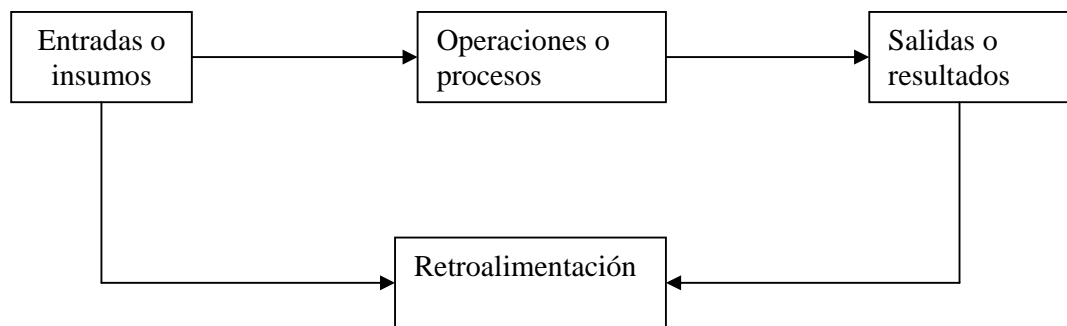 Entradas o
insumos
Operaciones o
procesos
Salidas o
resultados
Retroalimentación